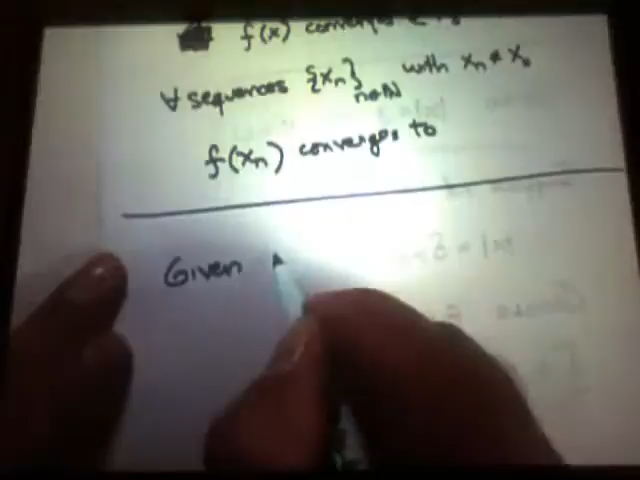 f(x) converges
∀ sequences {xₙ}ₙ∈ℕ with xₙ ≠ x₀
f(xₙ) converges to
Given